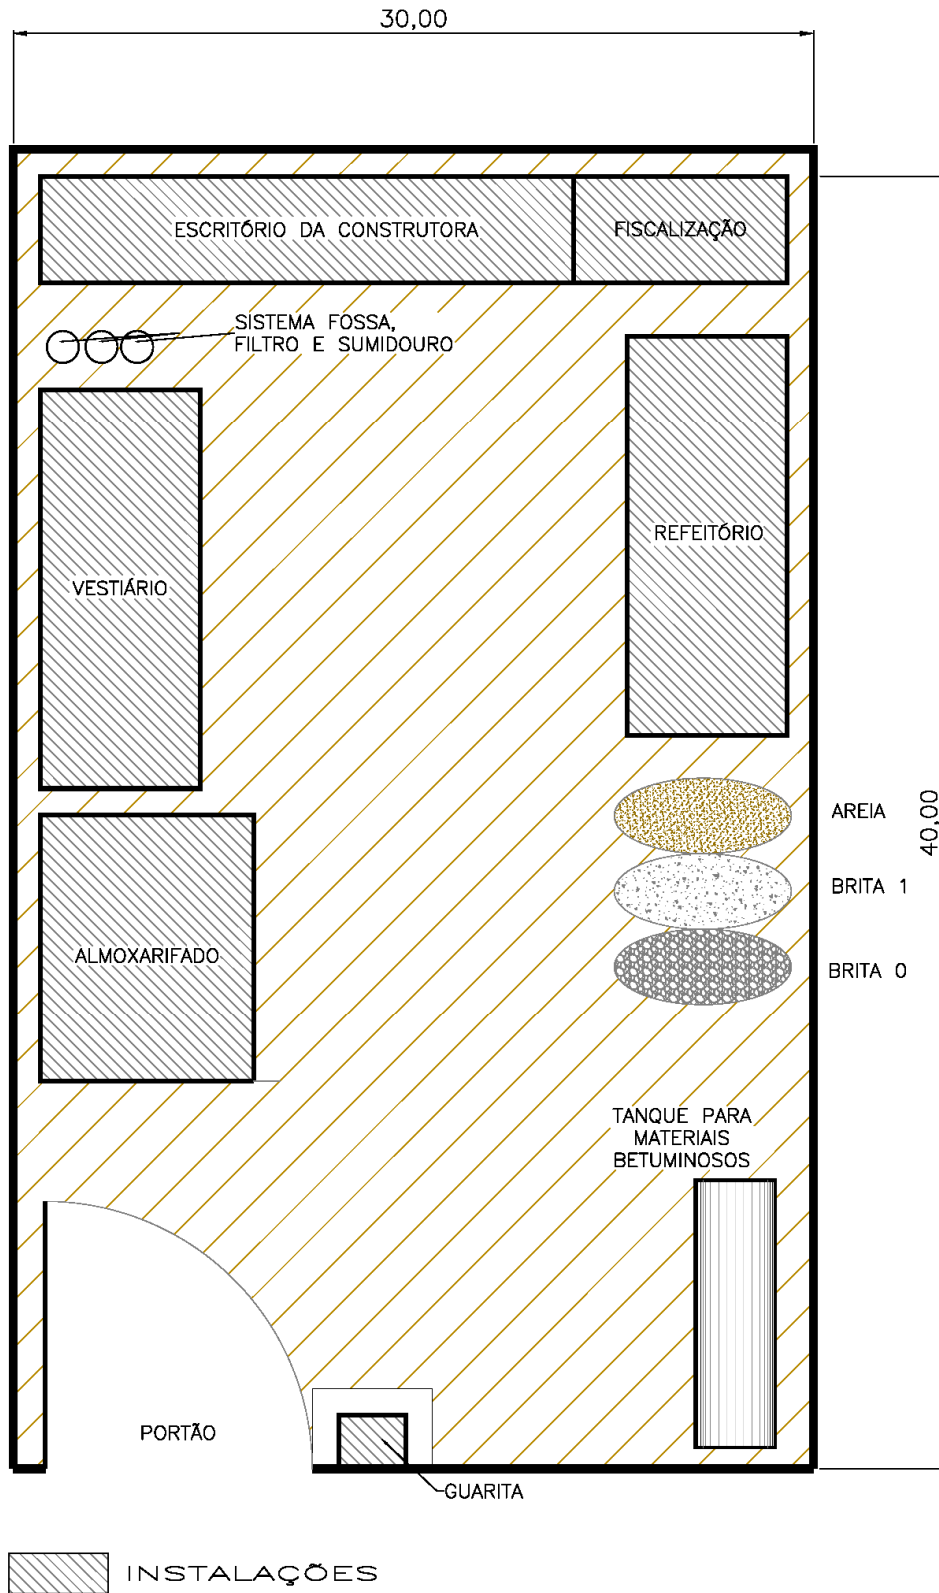 30,00
ESCRITÓRIO DA CONSTRUTORA
FISCALIZAÇÃO
SISTEMA FOSSA,
FILTRO E SUMIDOURO
REFEITÓRIO
VESTIÁRIO
AREIA
40,00
BRITA 1
ALMOXARIFADO
BRITA 0
TANQUE PARA
MATERIAIS
BETUMINOSOS
PORTÃO
GUARITA
INSTALAÇÕES